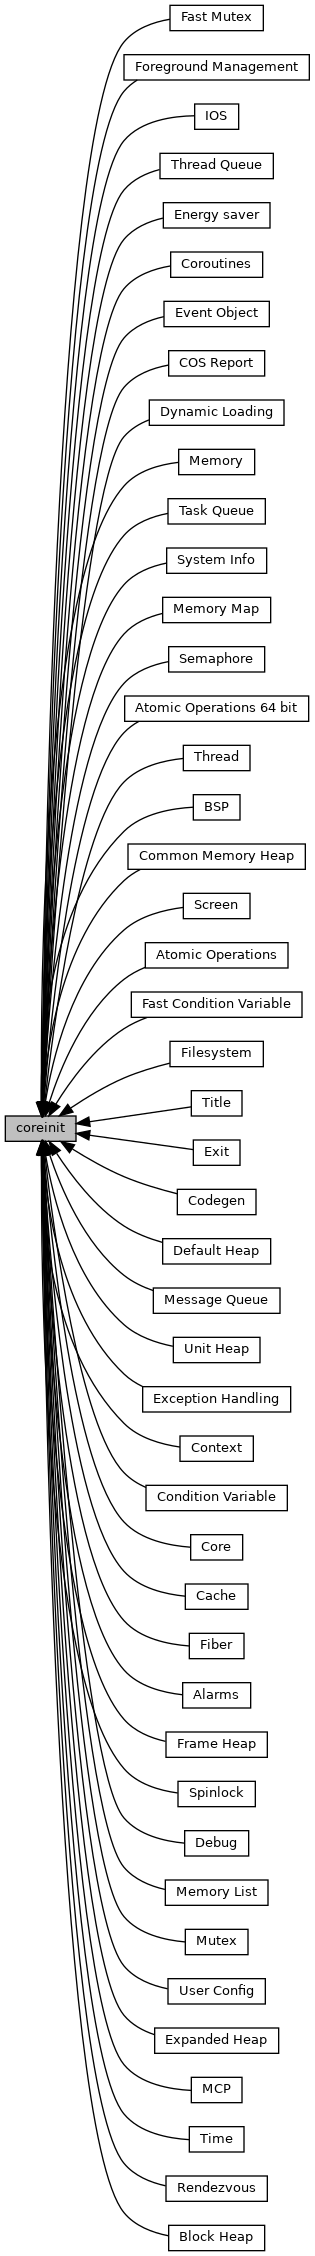 Fast Mutex
Foreground Management
IOS
Thread Queue
Energy saver
Coroutines
Event Object
COS Report
Dynamic Loading
Memory
Task Queue
System Info
Memory Map
Semaphore
Atomic Operations 64 bit
Thread
BSP
Common Memory Heap
Screen
Atomic Operations
Fast Condition Variable
Filesystem
Title
coreinit
Exit
Codegen
Default Heap
Message Queue
Unit Heap
Exception Handling
Context
Condition Variable
Core
Cache
Fiber
Alarms
Frame Heap
Spinlock
Debug
Memory List
Mutex
User Config
Expanded Heap
MCP
Time
Rendezvous
Block Heap